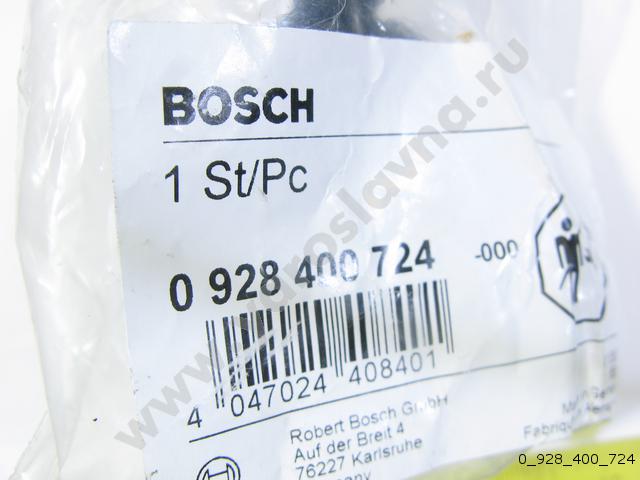 BOSCH
1 St/Pc
0 928 400 724 -000
4 047024 408401
Robert Bosch GmbH
Auf der Breit 4
76227 Karlsruhe
www.yaroslavna.ru
0_928_400_724